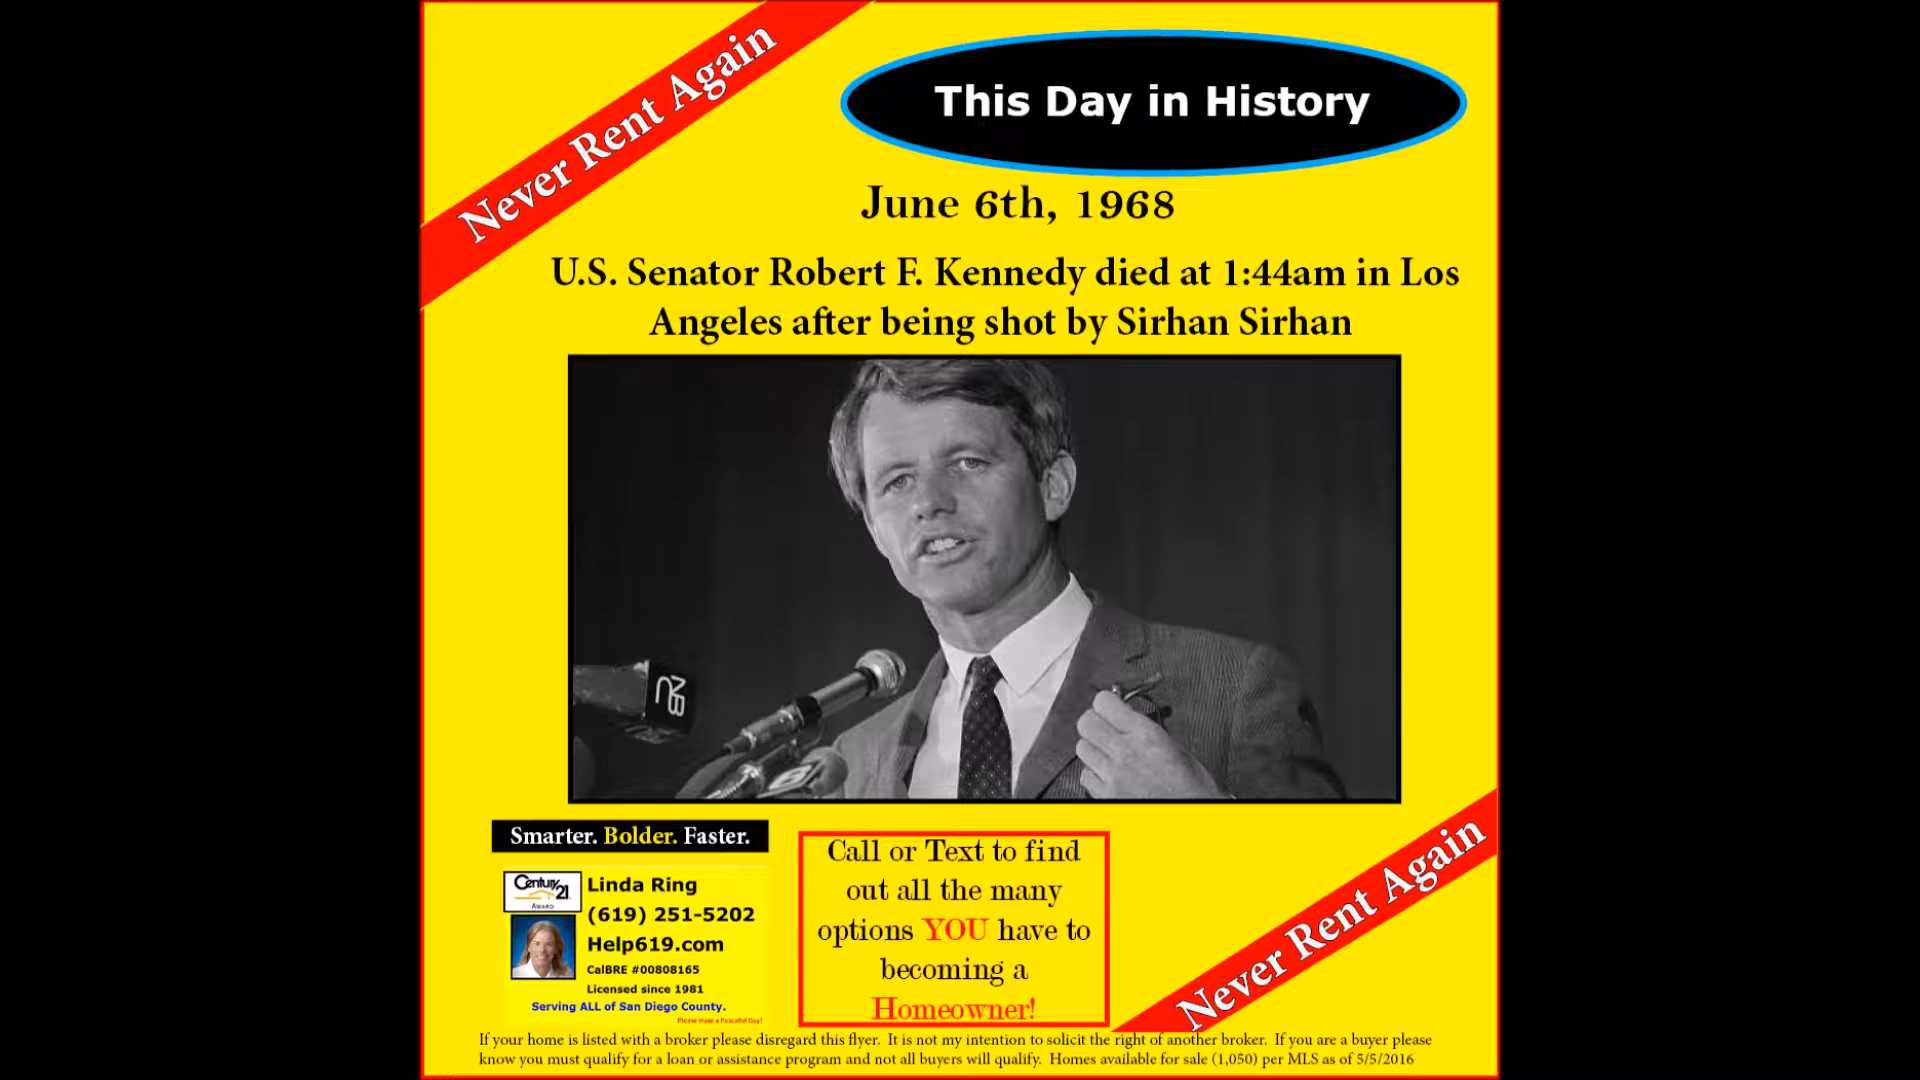 Never Rent Again
This Day in History
June 6th, 1968
U.S. Senator Robert F. Kennedy died at 1:44am in Los
Angeles after being shot by Sirhan Sirhan
Smarter. Bolder. Faster.
Century 21
AWARD
Linda Ring
(619) 251-5202
Help619.com
CalBRE #00808165
Licensed since 1981
Serving ALL of San Diego County.
Please Have a Peaceful Day!
Call or Text to find
out all the many
options YOU have to
becoming a
Homeowner!
Never Rent Again
If your home is listed with a broker please disregard this flyer. It is not my intention to solicit the right of another broker. If you are a buyer please
know you must qualify for a loan or assistance program and not all buyers will qualify. Homes available for sale (1,050) per MLS as of 5/5/2016